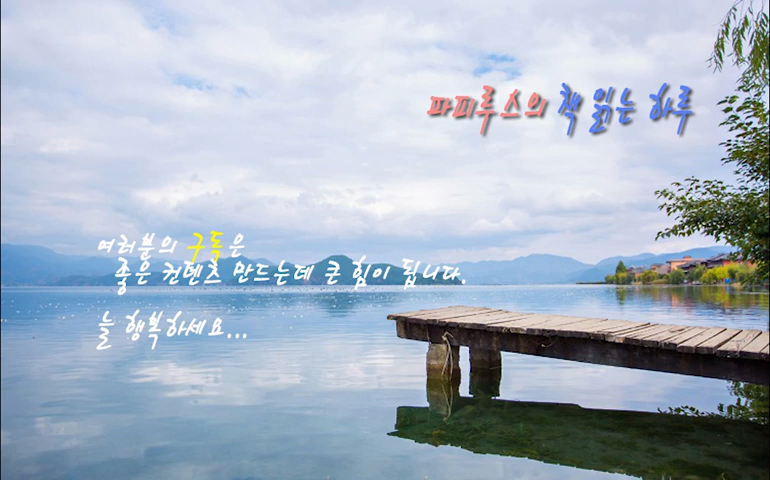 파피루스의 책 읽는 하루
여러분의 구독은
좋은 컨텐츠 만드는데 큰 힘이 됩니다.
늘 행복하세요...